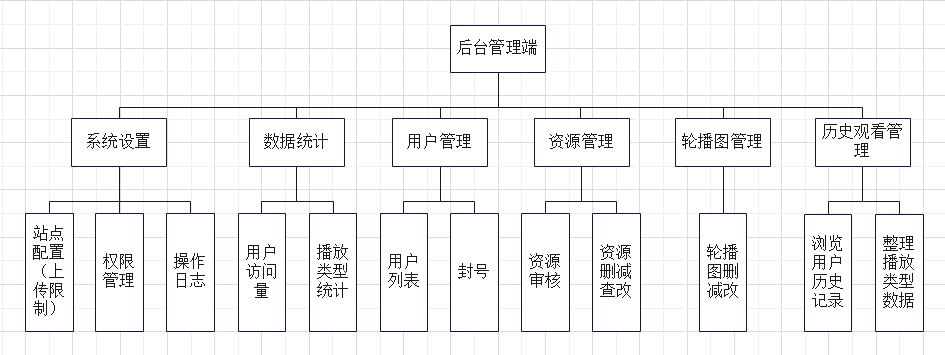 后台管理端
系统设置
数据统计
用户管理
资源管理
轮播图管理
历史观看管
理
站点
配置
（上
传限
制）
权限
管理
操作
日志
用户
访问
量
播放
类型
统计
用户
列表
封号
资源
审核
资源
删减
查改
轮播
图删
减改
浏览
用户
历史
记录
整理
播放
类型
数据